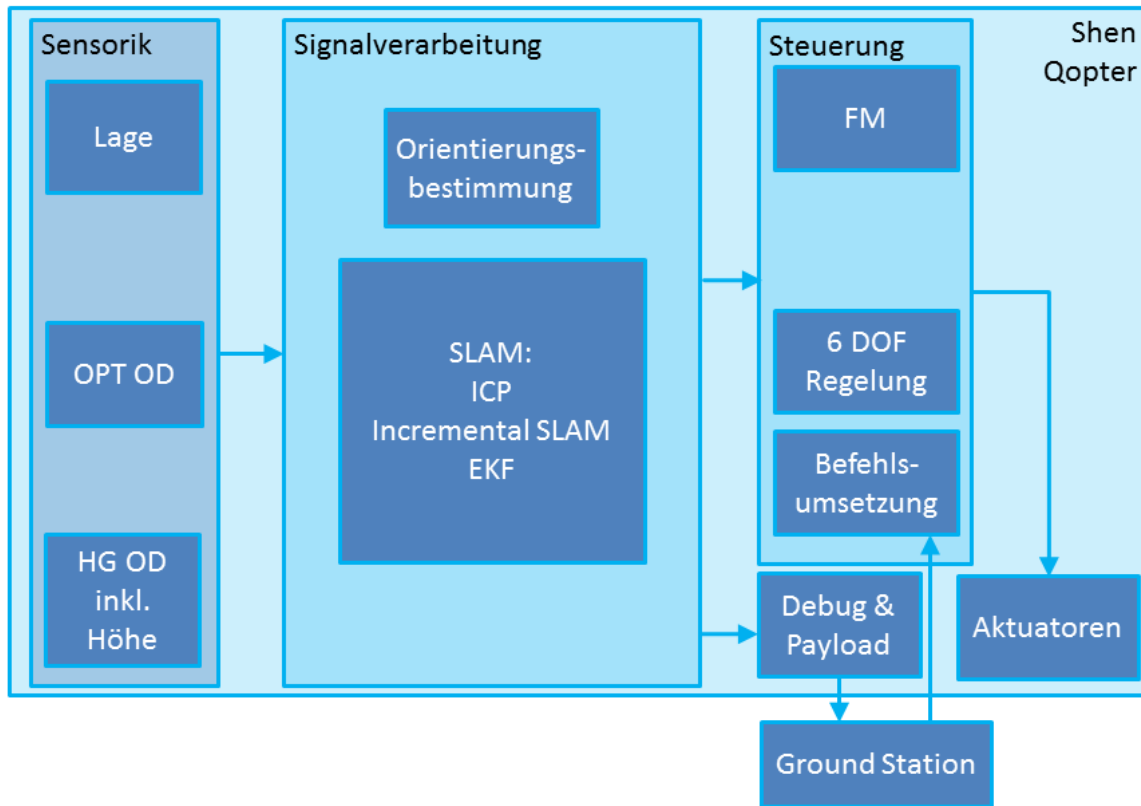 Sensorik
Lage
OPT OD
HG OD
inkl.
Höhe
Signalverarbeitung
Orientierungs-
bestimmung
SLAM:
ICP
Incremental SLAM
EKF
Steuerung
FM
6 DOF
Regelung
Befehls-
umsetzung
Debug &
Payload
Shen
Qopter
Aktuatoren
Ground Station